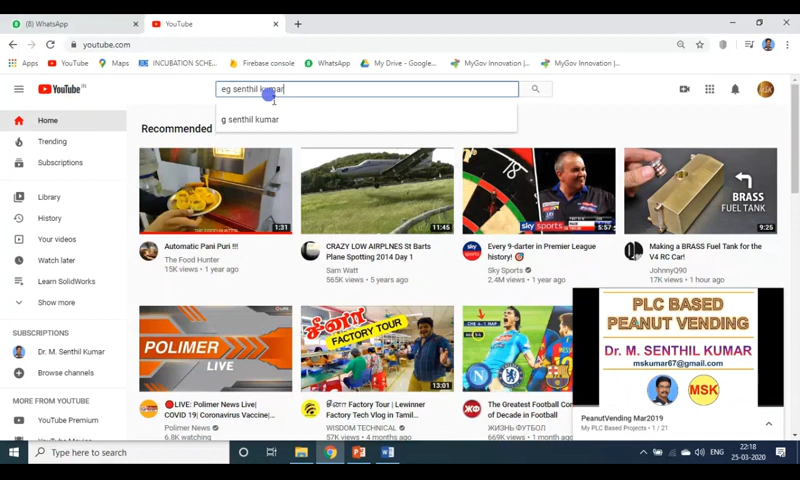 (8) WhatsApp
YouTube
youtube.com
Apps
YouTube
Maps
INCUBATION SCHE...
Firebase console
WhatsApp
My Drive - Google...
MyGov Innovation |...
MyGov Innovation |...
YouTube IN
eg senthil kumar
g senthil kumar
Home
Trending
Subscriptions
Library
History
Your videos
Watch later
Learn SolidWorks
Show more
SUBSCRIPTIONS
Dr. M. Senthil Kumar
Browse channels
MORE FROM YOUTUBE
YouTube Premium
Recommended
1:31
Automatic Pani Puri !!!
The Food Hunter
15K views • 1 year ago
11:45
CRAZY LOW AIRPLNES St Barts
Plane Spotting 2014 Day 1
Sam Watt
565K views • 5 years ago
sky sports
5:57
Every 9-darter in Premier League
history! 🎯
Sky Sports
2.4M views • 1 year ago
BRASS
FUEL TANK
9:25
Making a BRASS Fuel Tank for the
V4 RC Car!
JohnnyQ90
17K views • 1 hour ago
POLIMER
LIVE
🔴LIVE: Polimer News Live|
COVID 19| Coronavirus Vaccine|...
Polimer News
6.8K watching
FACTORY TOUR
13:01
Factory Tour | Lewinner
Factory Tech Vlog in Tamil...
WISDOM TECHNICAL
57K views • 4 months ago
The Greatest Football Co
of Decade in Football
ЖИЗНЬ ФУТБОЛ
669K views • 1 month ago
PLC BASED
PEANUT VENDING
Dr. M. SENTHIL KUMAR
mskumar67@gmail.com
MSK
PeanutVending Mar2019
My PLC Based Projects • 1 / 21
Type here to search
ENG
22:18
25-03-2020